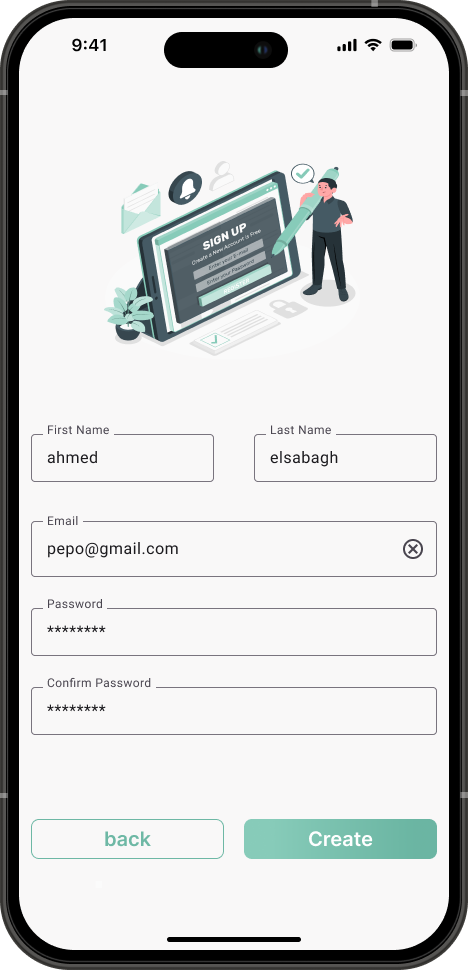 9:41
SIGN UP
Create a New Account is Free
Enter your E-mail
Enter your Password
First Name
Last Name
ahmed
elsabagh
Email
pepo@gmail.com
Password
********
Confirm Password
********
back
Create